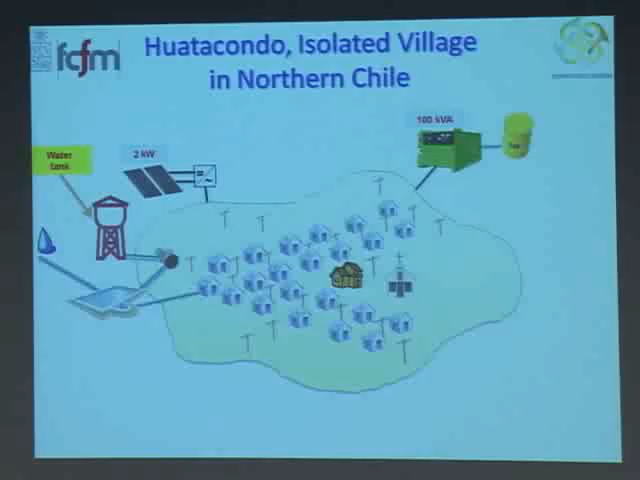 fcfm
Huatacondo, Isolated Village
in Northern Chile
100 kVA
Water
tank
2 kW